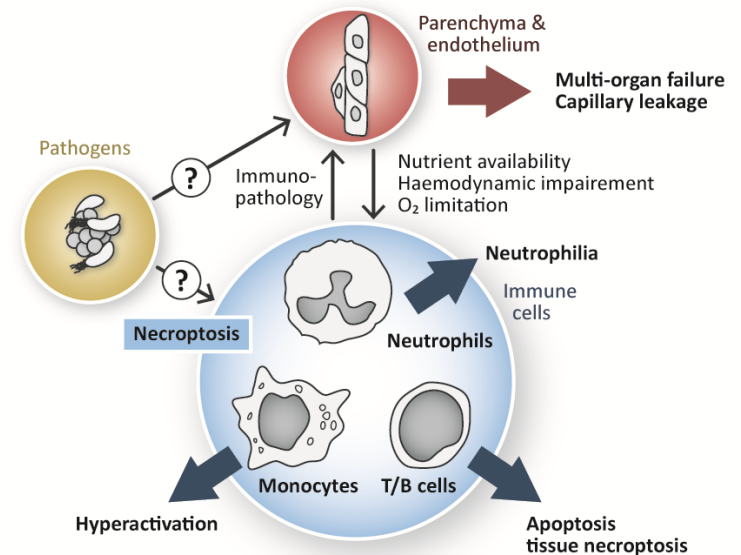 Parenchyma &
endothelium
Multi-organ failure
Capillary leakage
Pathogens
?
Immuno-
pathology
Nutrient availability
Haemodynamic impairement
O₂ limitation
?
Neutrophilia
Immune
cells
Necroptosis
Neutrophils
Monocytes
T/B cells
Hyperactivation
Apoptosis
tissue necroptosis